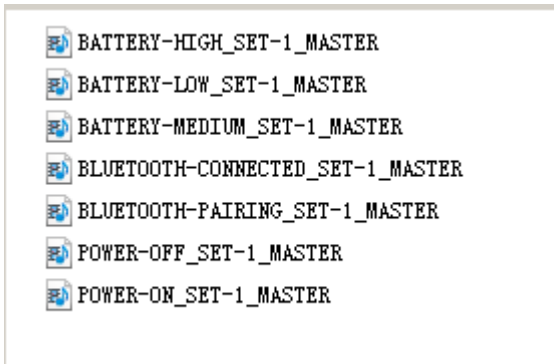 BATTERY-HIGH_SET-1_MASTER
BATTERY-LOW_SET-1_MASTER
BATTERY-MEDIUM_SET-1_MASTER
BLUETOOTH-CONNECTED_SET-1_MASTER
BLUETOOTH-PAIRING_SET-1_MASTER
POWER-OFF_SET-1_MASTER
POWER-ON_SET-1_MASTER